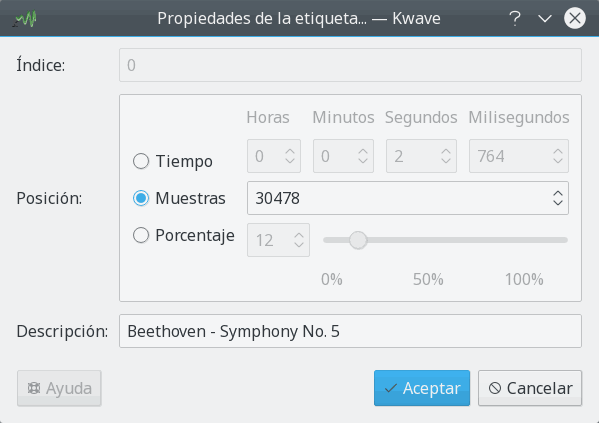 Propiedades de la etiqueta... — Kwave
Índice: 0
Horas Minutos Segundos Milisegundos
Tiempo 0 0 2 764
Posición: Muestras 30478
Porcentaje 12
0% 50% 100%
Descripción: Beethoven - Symphony No. 5
Ayuda Aceptar Cancelar